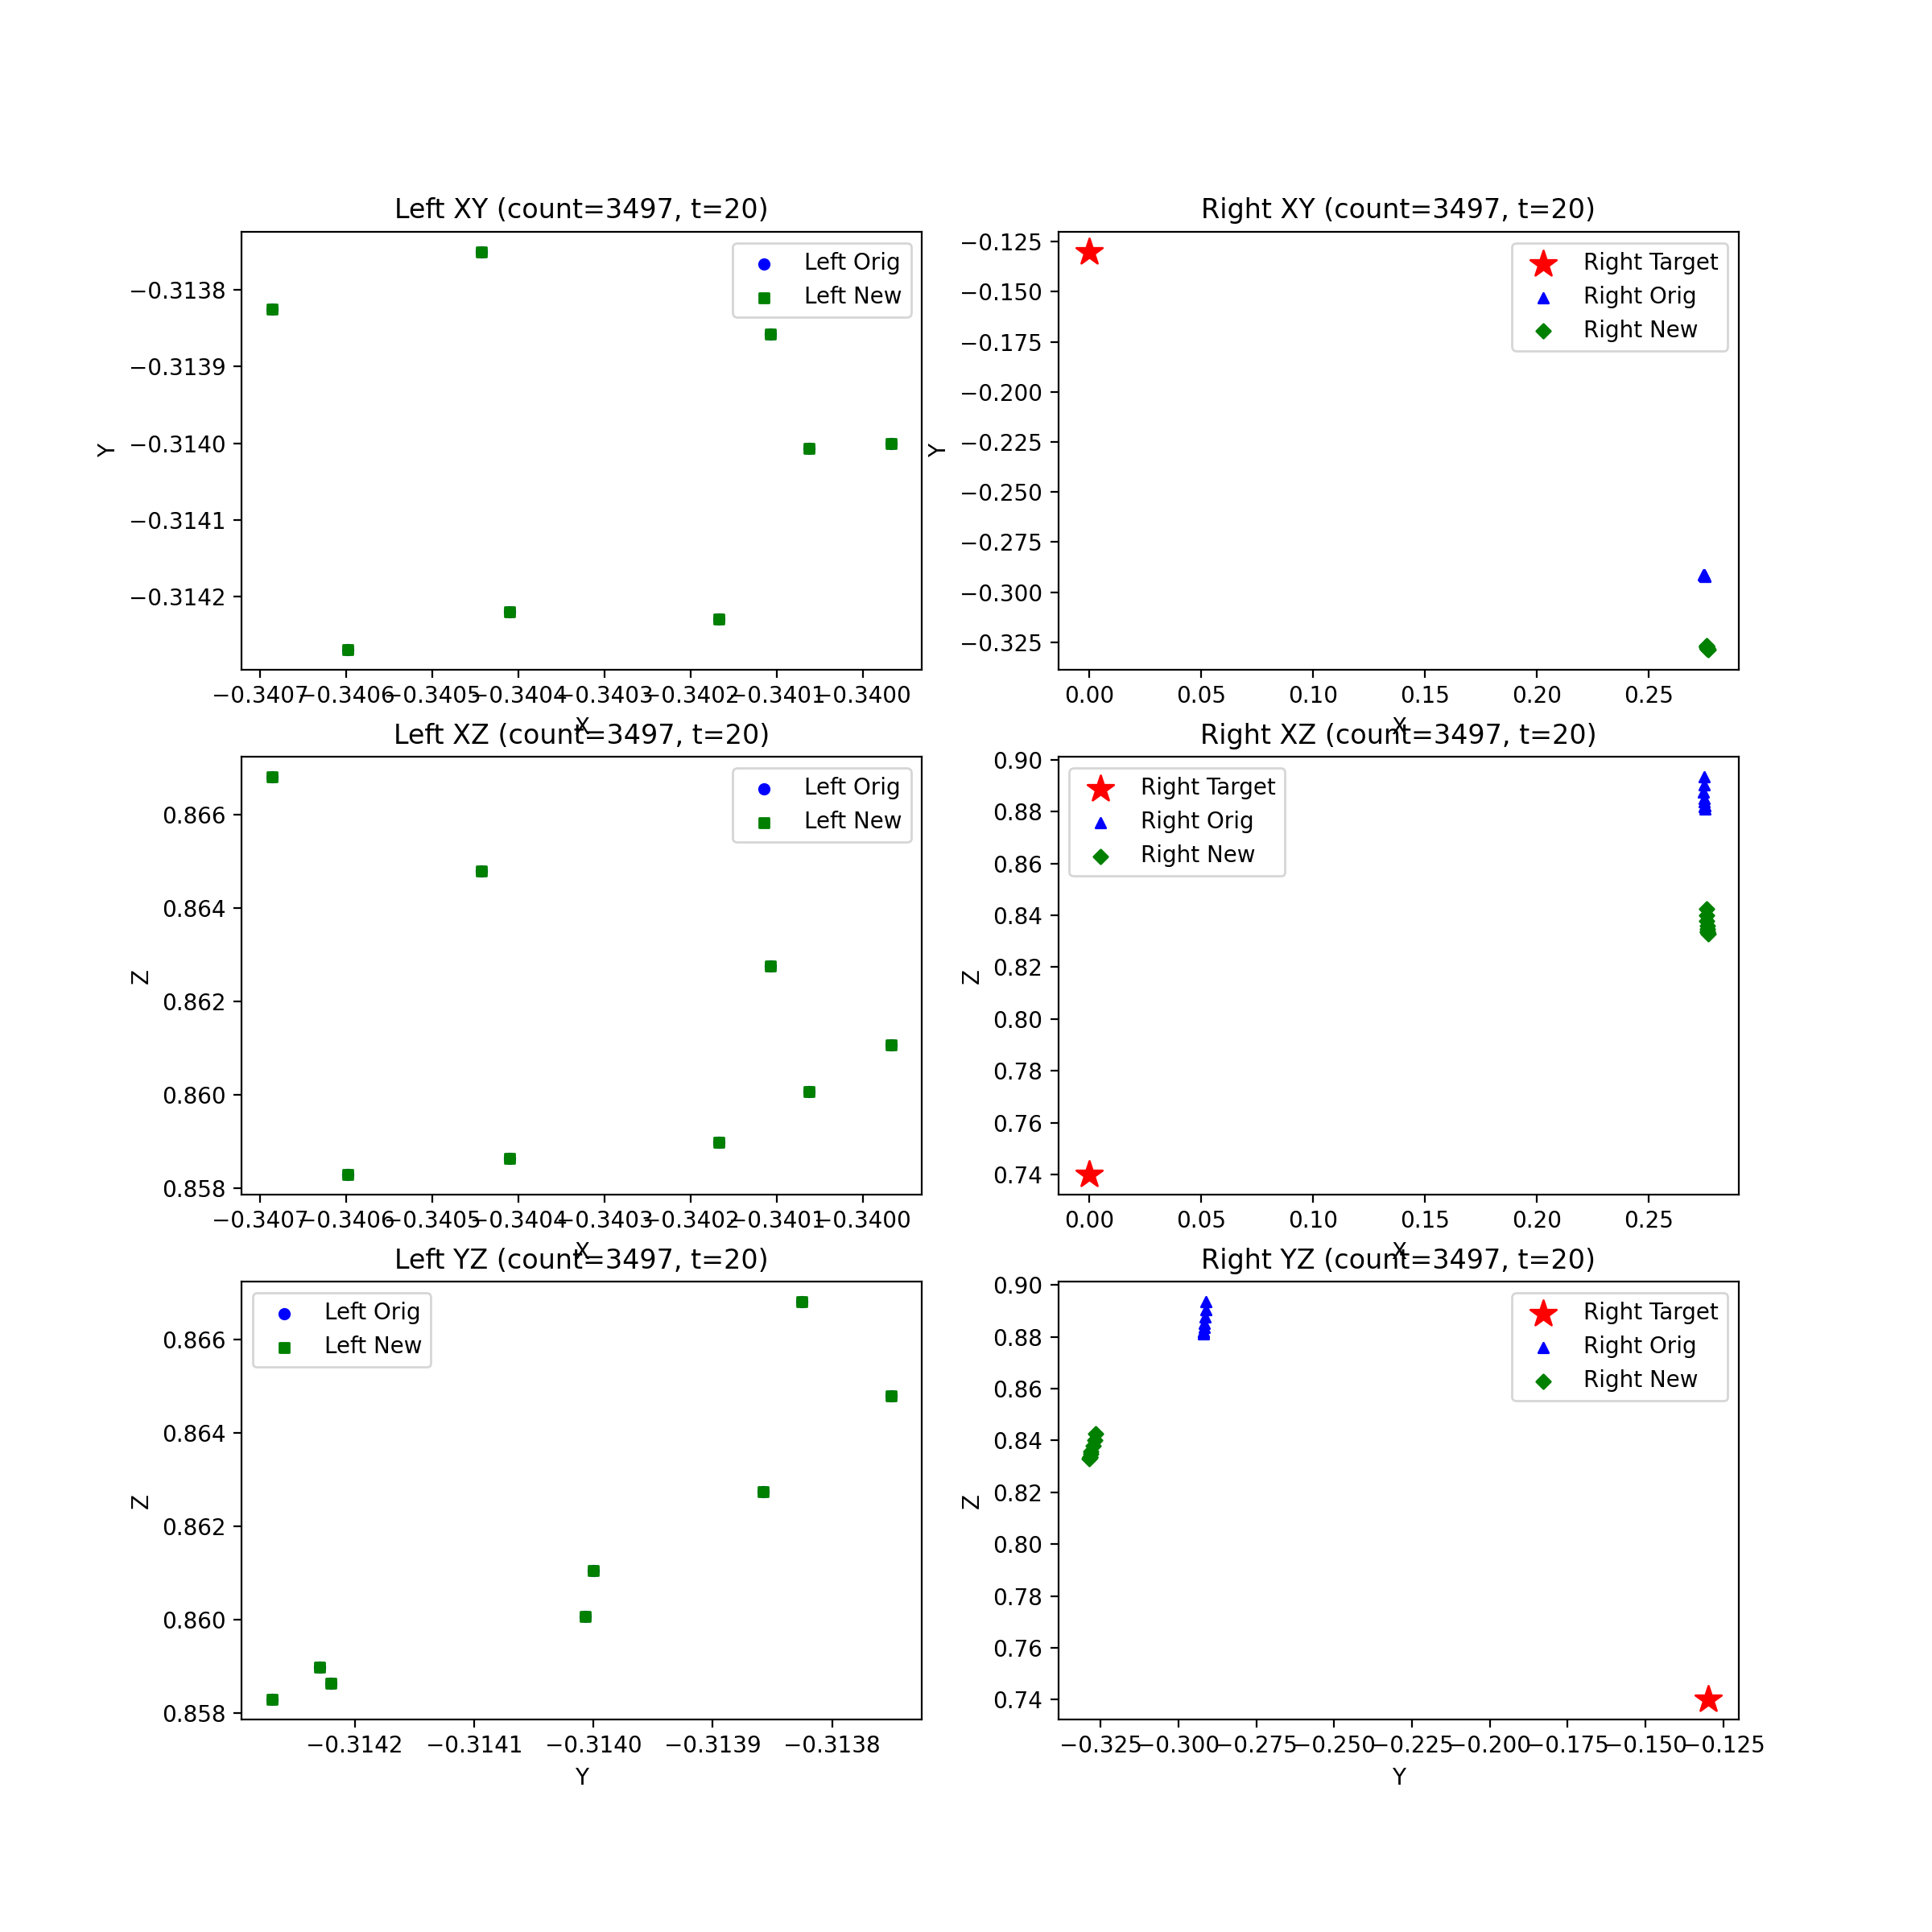 Left XY (count=3497, t=20)
Left Orig
Left New
−0.3138
−0.3139
−0.3140
−0.3141
−0.3142
Y
−0.3407 −0.3406 −0.3405 −0.3404 −0.3403 −0.3402 −0.3401 −0.3400
X
Right XY (count=3497, t=20)
Right Target
Right Orig
Right New
−0.125
−0.150
−0.175
−0.200
−0.225
−0.250
−0.275
−0.300
−0.325
Y
0.00 0.05 0.10 0.15 0.20 0.25
X
Left XZ (count=3497, t=20)
Left Orig
Left New
0.866
0.864
0.862
0.860
0.858
Z
−0.3407 −0.3406 −0.3405 −0.3404 −0.3403 −0.3402 −0.3401 −0.3400
X
Right XZ (count=3497, t=20)
Right Target
Right Orig
Right New
0.90
0.88
0.86
0.84
0.82
0.80
0.78
0.76
0.74
Z
0.00 0.05 0.10 0.15 0.20 0.25
X
Left YZ (count=3497, t=20)
Left Orig
Left New
0.866
0.864
0.862
0.860
0.858
Z
−0.3142 −0.3141 −0.3140 −0.3139 −0.3138
Y
Right YZ (count=3497, t=20)
Right Target
Right Orig
Right New
0.90
0.88
0.86
0.84
0.82
0.80
0.78
0.76
0.74
Z
−0.325 −0.300 −0.275 −0.250 −0.225 −0.200 −0.175 −0.150 −0.125
Y